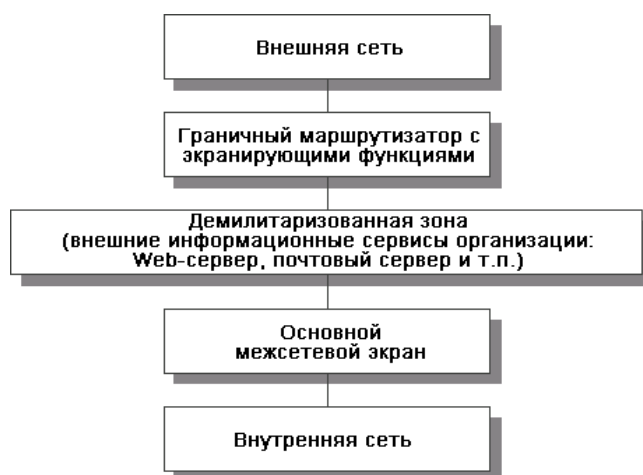 Внешняя сеть
Граничный маршрутизатор с
экранирующими функциями
Демилитаризованная зона
(внешние информационные сервисы организации:
Web-сервер, почтовый сервер и т.п.)
Основной
межсетевой экран
Внутренняя сеть